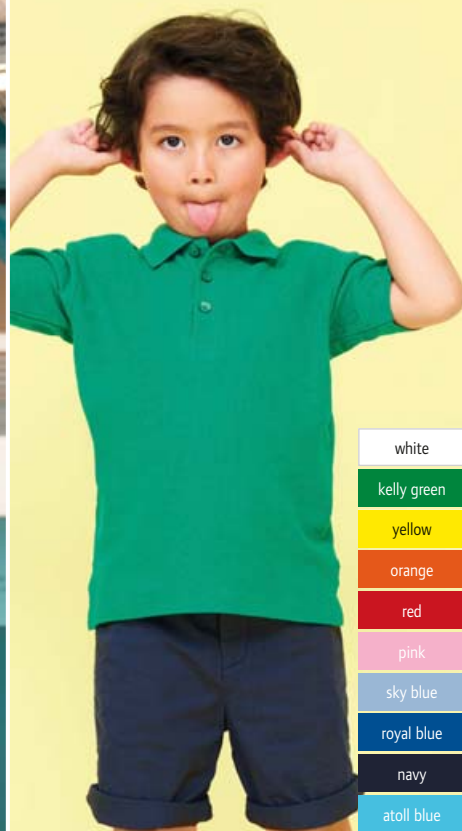 white
kelly green
yellow
orange
red
pink
sky blue
royal blue
navy
atoll blue